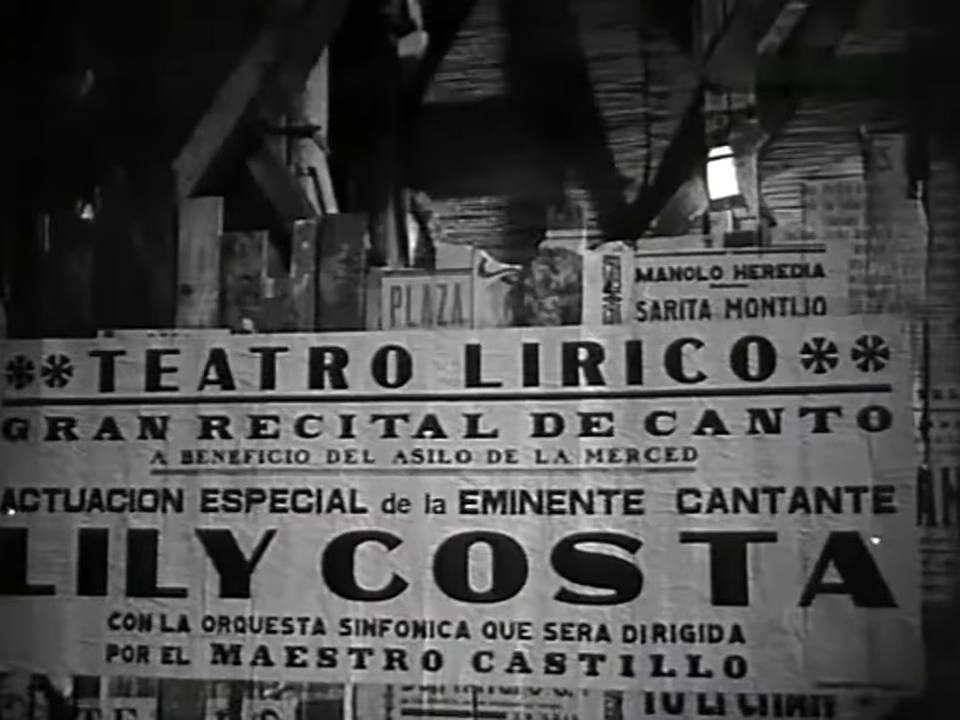 PLAZA
MANOLO HEREDIA
SARITA MONTIJO
TEATRO LIRICO
GRAN RECITAL DE CANTO
A BENEFICIO DEL ASILO DE LA MERCED
ACTUACION ESPECIAL de la EMINENTE CANTANTE
LILY COSTA
CON LA ORQUESTA SINFONICA QUE SERA DIRIGIDA
POR EL MAESTRO CASTILLO